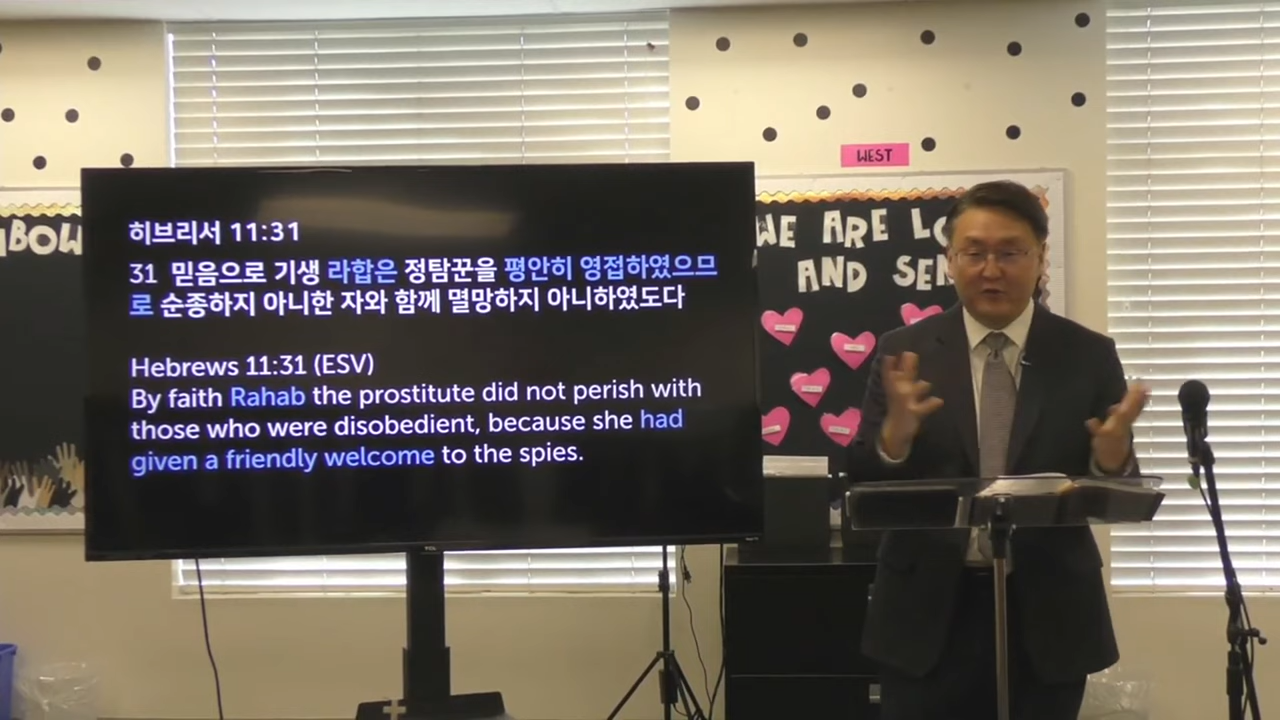 히브리서 11:31
31 믿음으로 기생 라합은 정탐꾼을 평안히 영접하였으므
로 순종하지 아니한 자와 함께 멸망하지 아니하였도다
Hebrews 11:31 (ESV)
By faith Rahab the prostitute did not perish with
those who were disobedient, because she had
given a friendly welcome to the spies.
TCL
WEST
WE ARE LO
AND SEN
BOW